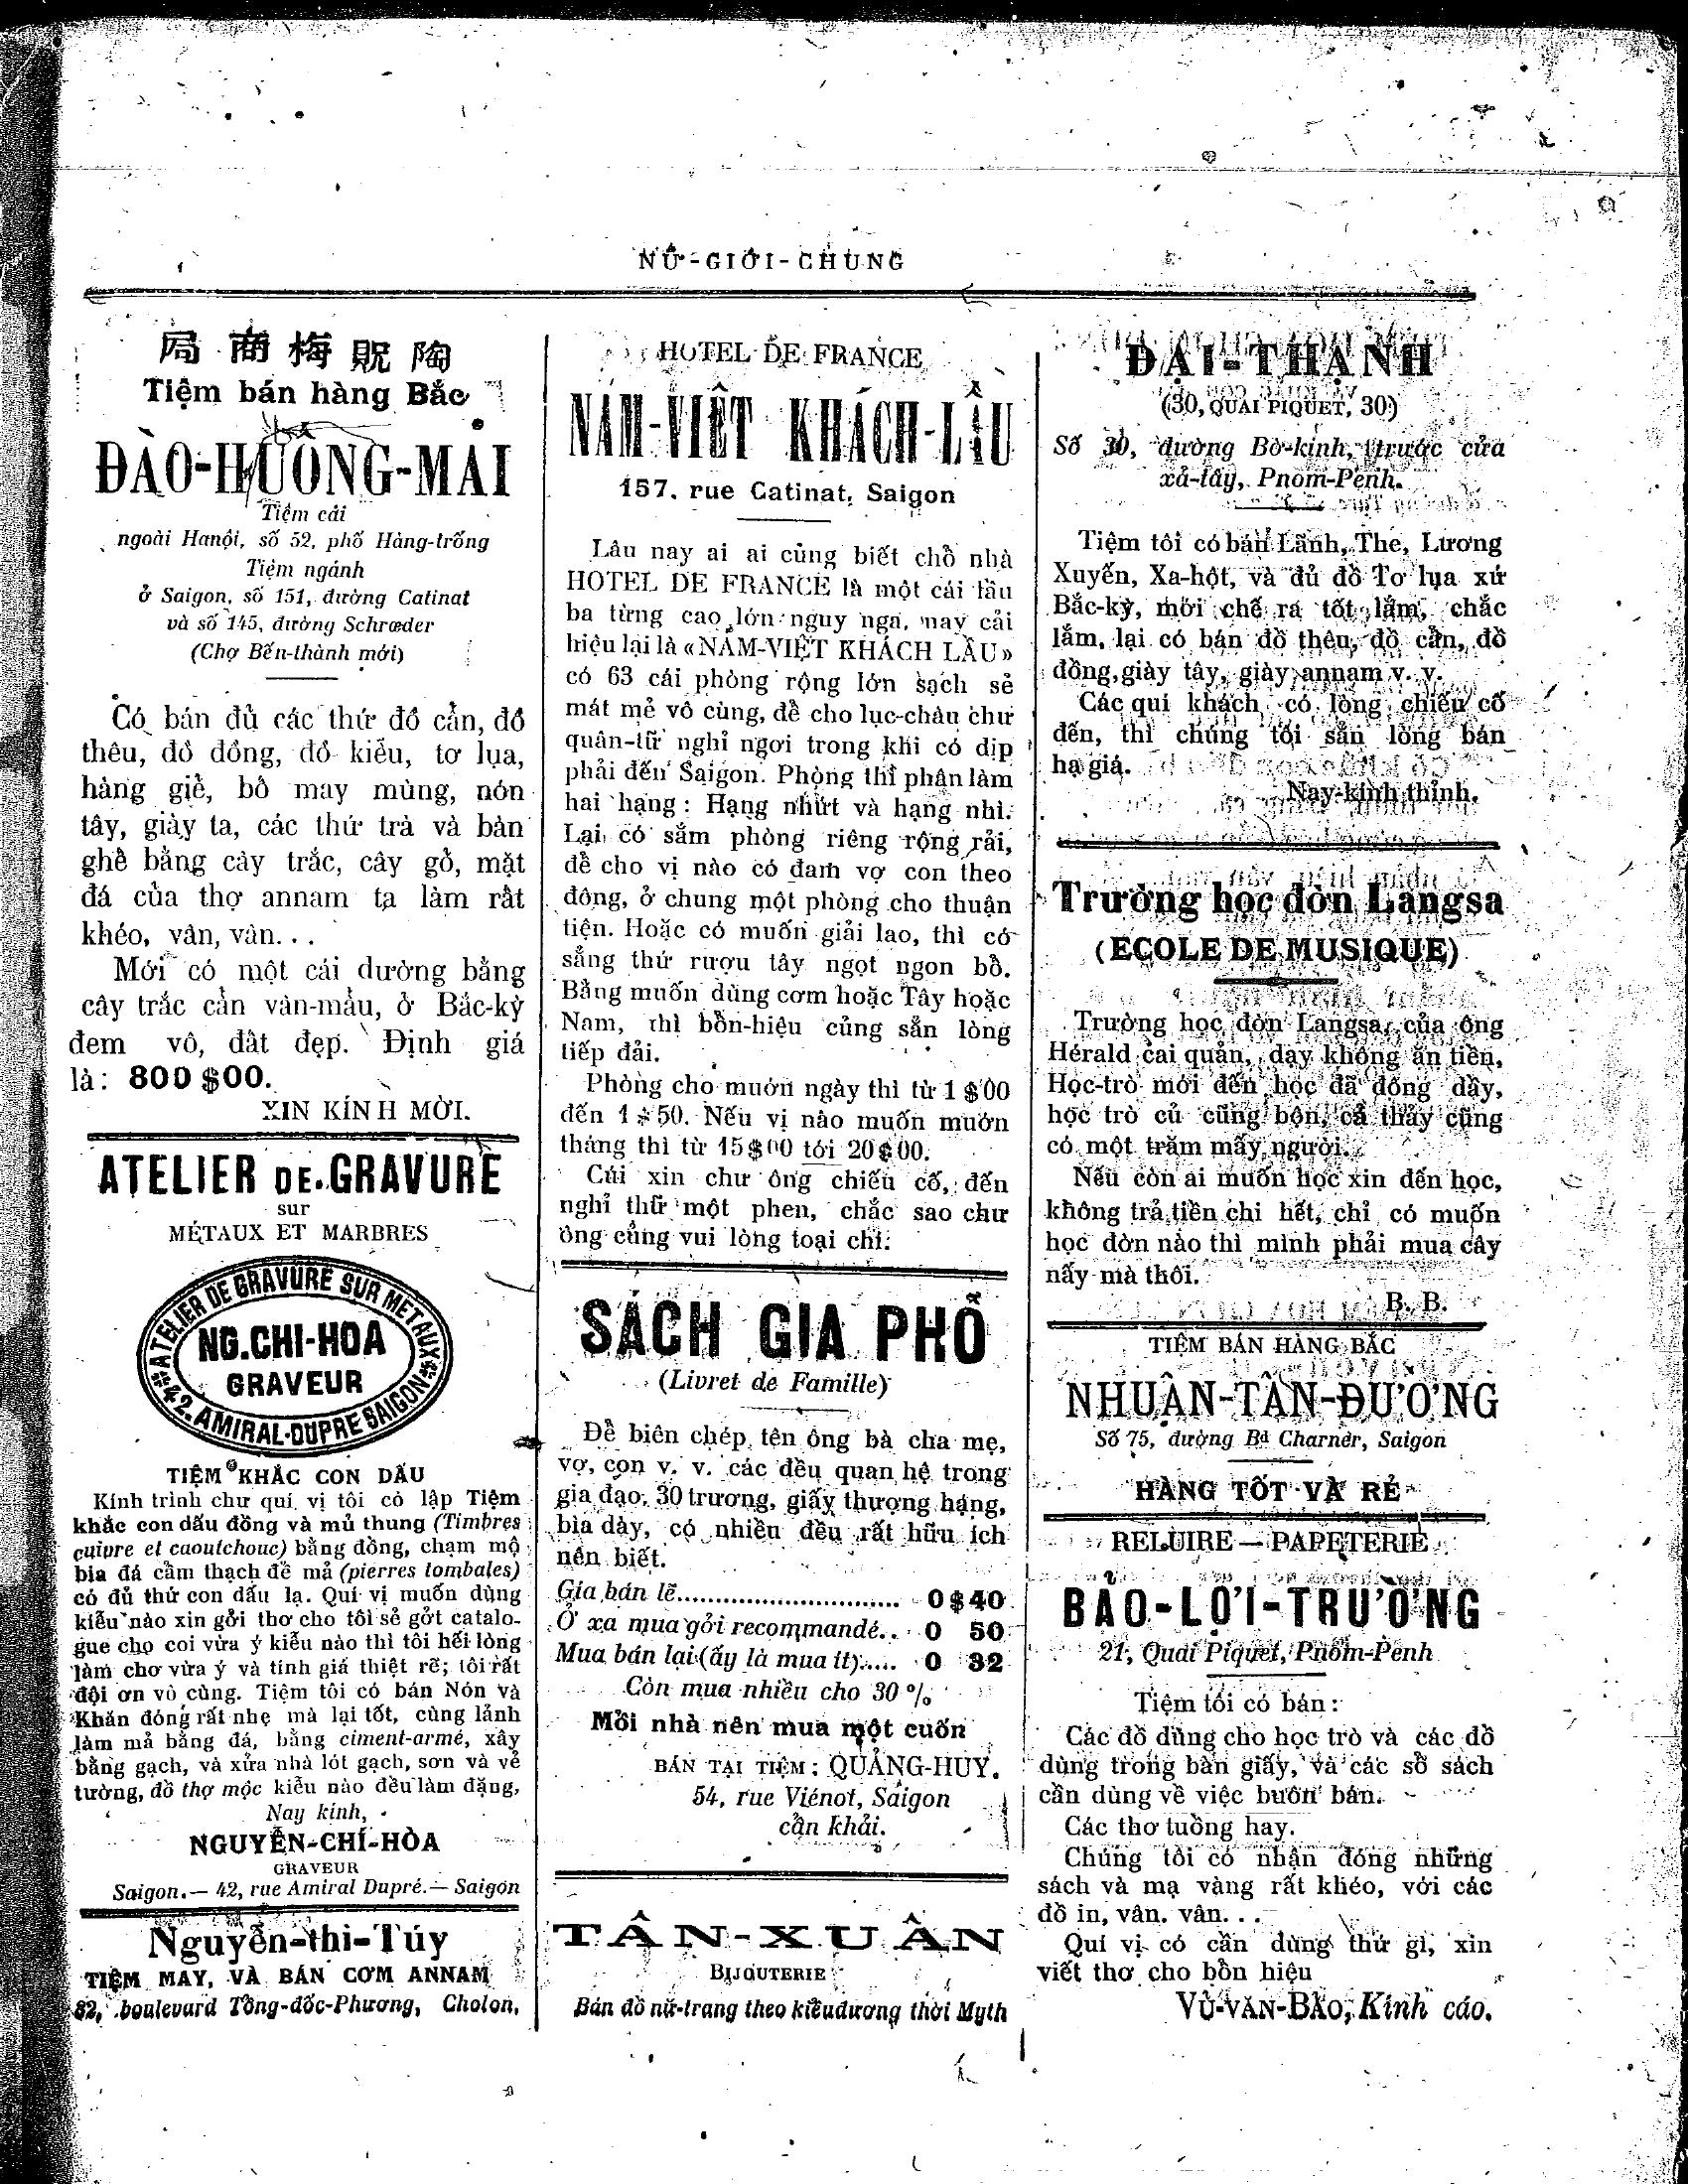 NỮ-GIỚI-CHUNG
局商梅貺陶
Tiệm bán hàng Bắc
ĐÀO-HƯỜNG-MAI
Tiệm cái
ngoài Hanội, số 52, phố Hàng-trống
Tiệm ngánh
ở Saigon, số 151, đường Catinat
và số 145, đường Schrœder
(Chợ Bến-thành mới)
Có bán đủ các thứ đồ cẩn, đồ
thêu, đồ đồng, đồ kiểu, tơ lụa,
hàng giẻ, bô may mùng, nón
tây, giày ta, các thứ trà và bàn
ghề bằng cày trắc, cây gỏ, mặt
đá của thợ annam ta làm rất
khéo, vân, vân...
Mới có một cái dường bằng
cây trắc cẩn vàn-mẫu, ở Bắc-kỳ
đem vô, đắt đẹp. Định giá
là: 800 $00.
XIN KÍNH MỜI.
ATELIER DE GRAVURE
sur
MÉTAUX ET MARBRES
ATELIER DE GRAVURE SUR METAUX
NG.CHI-HOA
GRAVEUR
42. AMIRAL-DUPRE SAIGON
TIỆM KHẮC CON DẤU
Kính trình chư quí vị tôi có lập Tiệm
khắc con dấu đồng và mủ thung (Timbres
cuivre et caoutchouc) bằng đồng, chạm mộ
bia đá cẩm thạch để mả (pierres tombales)
có đủ thứ con dấu lạ. Quí vị muốn dùng
kiểu nào xin gởi thơ cho tôi sẻ gởt catalo-
gue cho coi vừa ý kiểu nào thì tôi hết lòng
làm chơ vừa ý và tính giá thiệt rẽ; tôi rất
đội ơn vô cùng. Tiệm tôi có bán Nón và
Khăn đóng rất nhẹ mà lại tốt, cùng lảnh
làm mả bằng đá, bằng ciment-armé, xây
bằng gạch, và xửa nhà lót gạch, sơn và vẻ
tường, đồ thợ mộc kiểu nào đều làm đặng,
Nay kính,
NGUYỄN-CHÍ-HÒA
GRAVEUR
Saigon.— 42, rue Amiral Dupré.— Saigon
Nguyễn-thi-Túy
TIỆM MAY, VÀ BÁN CƠM ANNAM
82, boulevard Tổng-đốc-Phương, Cholon,
HOTEL DE FRANCE
NAM-VIỆT KHÁCH-LẦU
157, rue Catinat, Saigon
Lâu nay ai ai cũng biết chỗ nhà
HOTEL DE FRANCE là một cái lầu
ba từng cao lớn nguy nga, nay cải
hiệu lại là «NAM-VIỆT KHÁCH LẦU»
có 63 cái phòng rộng lớn sạch sẻ
mát mẻ vô cùng, đề cho lục-châu chư
quân-tử nghỉ ngơi trong khi có dịp
phải đến Saigon. Phòng thì phân làm
hai hạng: Hạng nhứt và hạng nhì.
Lại có sắm phòng riêng rộng rải,
đề cho vị nào có đam vợ con theo
đông, ở chung một phòng cho thuận
tiện. Hoặc có muốn giải lao, thì có
sẳng thứ rượu tây ngọt ngon bổ.
Bằng muốn dùng cơm hoặc Tây hoặc
Nam, thì bổn-hiệu củng sẵn lòng
tiếp đải.
Phòng cho mướn ngày thì từ 1 $00
đến 1 $ 50. Nếu vị nào muốn mướn
tháng thì từ 15$00 tới 20$00.
Cúi xin chư ông chiếu cố, đến
nghỉ thử một phen, chắc sao chư
ông cũng vui lòng toại chí.
SÁCH GIA PHỔ
(Livret de Famille)
Đề biên chép tên ông bà cha mẹ,
vợ, con v. v. các đều quan hệ trong
gia đạo, 30 trương, giấy thượng hạng,
bìa dày, có nhiều đều rất hữu ích
nên biết.
Gía bán lẽ............................ 0 $ 40
Ở xa mua gởi recommandé.. 0 50
Mua bán lại (ấy là mua ít)..... 0 32
Còn mua nhiều cho 30 %
Mỗi nhà nên mua một cuốn
BÁN TẠI TIỆM: QUẢNG-HUY.
54, rue Viénot, Saigon
cẩn khải.
TÂN-XUÂN
BIJOUTERIE
Bán đồ nữ-trang theo kiểu đương thời Mỹth
ĐẠI-THẠNH
(30, QUAI PIQUET, 30)
Số 30, đường Bờ-kinh, trước cửa
xả-tây, Pnom-Penh.
Tiệm tôi có bán Lãnh, The, Lương
Xuyến, Xa-hột, và đủ đồ Tơ lụa xứ
Bắc-kỳ, mới chế ra tốt lắm, chắc
lắm, lại có bán đồ thêu, đồ cẩn, đồ
đồng, giày tây, giày annam v. v.
Các quí khách có lòng chiếu cố
đến, thì chúng tôi sẵn lòng bán
hạ giá.
Nay-kính thỉnh.
Trường học đờn Langsa
(ECOLE DE MUSIQUE)
Trường học đờn Langsa, của ông
Hérald cai quản, dạy không ăn tiền,
Học-trò mới đến học đã đông dầy,
học trò củ cũng bộn, cả thảy cũng
có một trăm mấy người.
Nếu còn ai muốn học xin đến học,
không trả tiền chi hết, chỉ có muốn
học đờn nào thì mình phải mua cây
nấy mà thôi.
B. B.
TIỆM BÁN HÀNG BẮC
NHUẬN-TÂN-ĐƯỜNG
Số 75, đường Bd Charner, Saigon
HÀNG TỐT VÀ RẺ
RELUIRE — PAPETERIE
BẢO-LỢI-TRƯỜNG
21, Quai Piquet, Pnôm-Penh
Tiệm tôi có bán:
Các đồ dùng cho học trò và các đồ
dùng trong bàn giấy, và các sổ sách
cần dùng về việc buôn bán.
Các thơ tuồng hay.
Chúng tôi có nhận đóng những
sách và mạ vàng rất khéo, với các
đồ in, vân. vân...
Quí vị có cần dùng thứ gì, xin
viết thơ cho bổn hiệu
VŨ-VĂN-BẢO, Kính cáo.